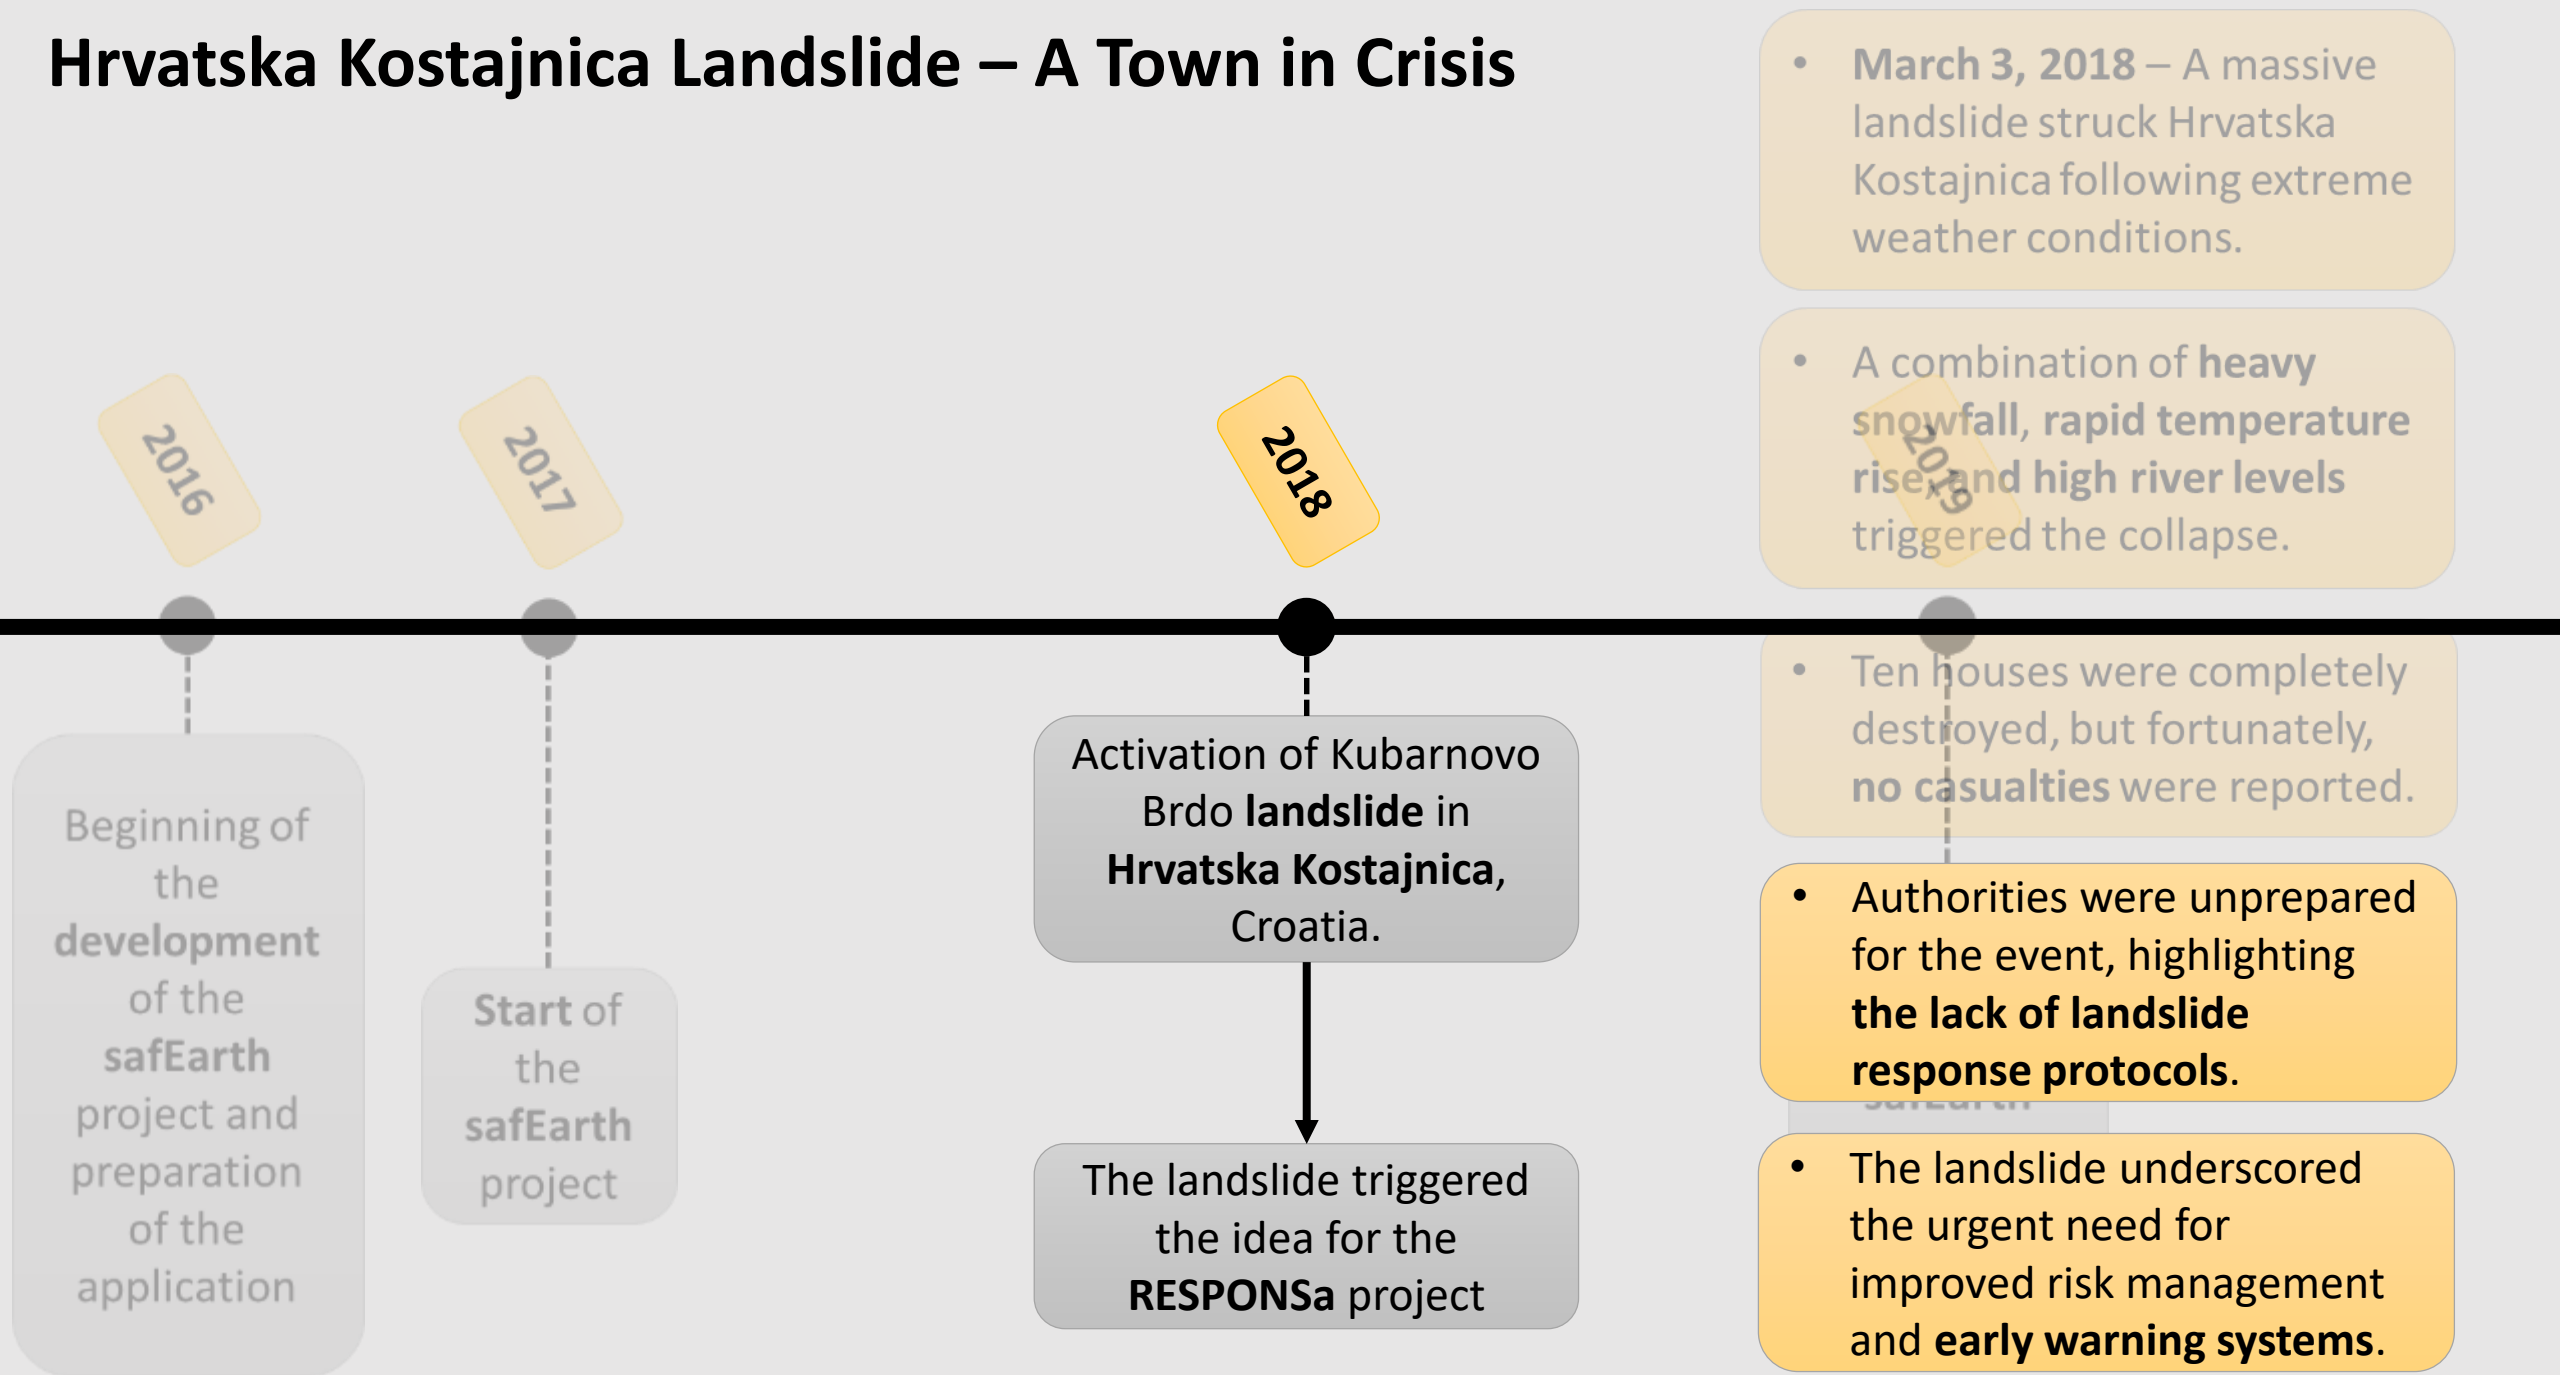 Hrvatska Kostajnica Landslide – A Town in Crisis
2016
Beginning of
the
development
of the
safEarth
project and
preparation
of the
application
2017
Start of
the
safEarth
project
2018
Activation of Kubarnovo
Brdo landslide in
Hrvatska Kostajnica,
Croatia.
The landslide triggered
the idea for the
RESPONSa project
2019
safEarth
• March 3, 2018 – A massive
landslide struck Hrvatska
Kostajnica following extreme
weather conditions.
• A combination of heavy
snowfall, rapid temperature
rise, and high river levels
triggered the collapse.
• Ten houses were completely
destroyed, but fortunately,
no casualties were reported.
• Authorities were unprepared
for the event, highlighting
the lack of landslide
response protocols.
• The landslide underscored
the urgent need for
improved risk management
and early warning systems.